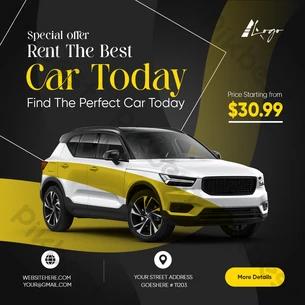 Special offer
Rent The Best
Car Today
Find The Perfect Car Today
Logo
Price Starting from
$30.99
WEBSITEHERE.COM
YOUR@GMAIL.COM
YOUR STREET ADDRESS
GOESHERE # 11203
More Details